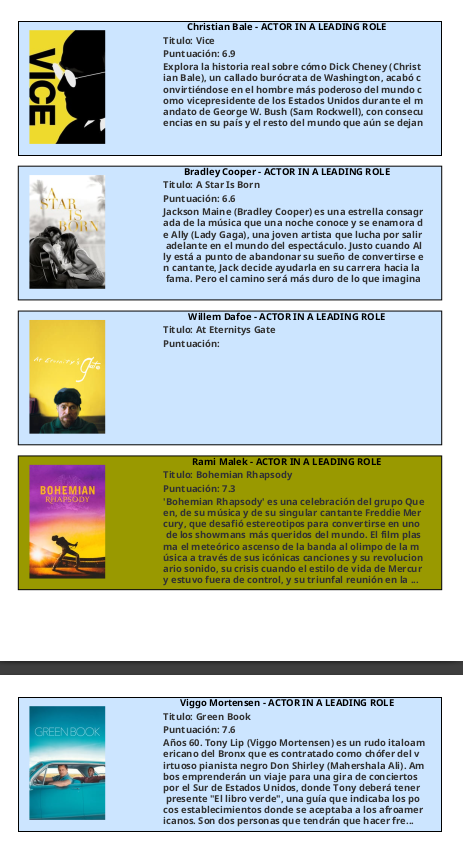 Christian Bale - ACTOR IN A LEADING ROLE
VICE
Titulo: Vice
Puntuación: 6.9
Explora la historia real sobre cómo Dick Cheney (Christ
ian Bale), un callado burócrata de Washington, acabó c
onvirtiéndose en el hombre más poderoso del mundo c
omo vicepresidente de los Estados Unidos durante el m
andato de George W. Bush (Sam Rockwell), con consecu
encias en su país y el resto del mundo que aún se dejan
Bradley Cooper - ACTOR IN A LEADING ROLE
A
STAR
IS
BORN
Titulo: A Star Is Born
Puntuación: 6.6
Jackson Maine (Bradley Cooper) es una estrella consagr
ada de la música que una noche conoce y se enamora d
e Ally (Lady Gaga), una joven artista que lucha por salir
adelante en el mundo del espectáculo. Justo cuando Al
ly está a punto de abandonar su sueño de convertirse e
n cantante, Jack decide ayudarla en su carrera hacia la
fama. Pero el camino será más duro de lo que imagina
Willem Dafoe - ACTOR IN A LEADING ROLE
At Eternity's Gate
Titulo: At Eternitys Gate
Puntuación:
Rami Malek - ACTOR IN A LEADING ROLE
BOHEMIAN
RHAPSODY
Titulo: Bohemian Rhapsody
Puntuación: 7.3
'Bohemian Rhapsody' es una celebración del grupo Que
en, de su música y de su singular cantante Freddie Mer
cury, que desafió estereotipos para convertirse en uno
de los showmans más queridos del mundo. El film plas
ma el meteórico ascenso de la banda al olimpo de la m
úsica a través de sus icónicas canciones y su revolucion
ario sonido, su crisis cuando el estilo de vida de Mercur
y estuvo fuera de control, y su triunfal reunión en la ...
Viggo Mortensen - ACTOR IN A LEADING ROLE
GREEN BOOK
Titulo: Green Book
Puntuación: 7.6
Años 60. Tony Lip (Viggo Mortensen) es un rudo italoam
ericano del Bronx que es contratado como chófer del v
irtuoso pianista negro Don Shirley (Mahershala Ali). Am
bos emprenderán un viaje para una gira de conciertos
por el Sur de Estados Unidos, donde Tony deberá tener
presente "El libro verde", una guía que indicaba los po
cos establecimientos donde se aceptaba a los afroamer
icanos. Son dos personas que tendrán que hacer fre...